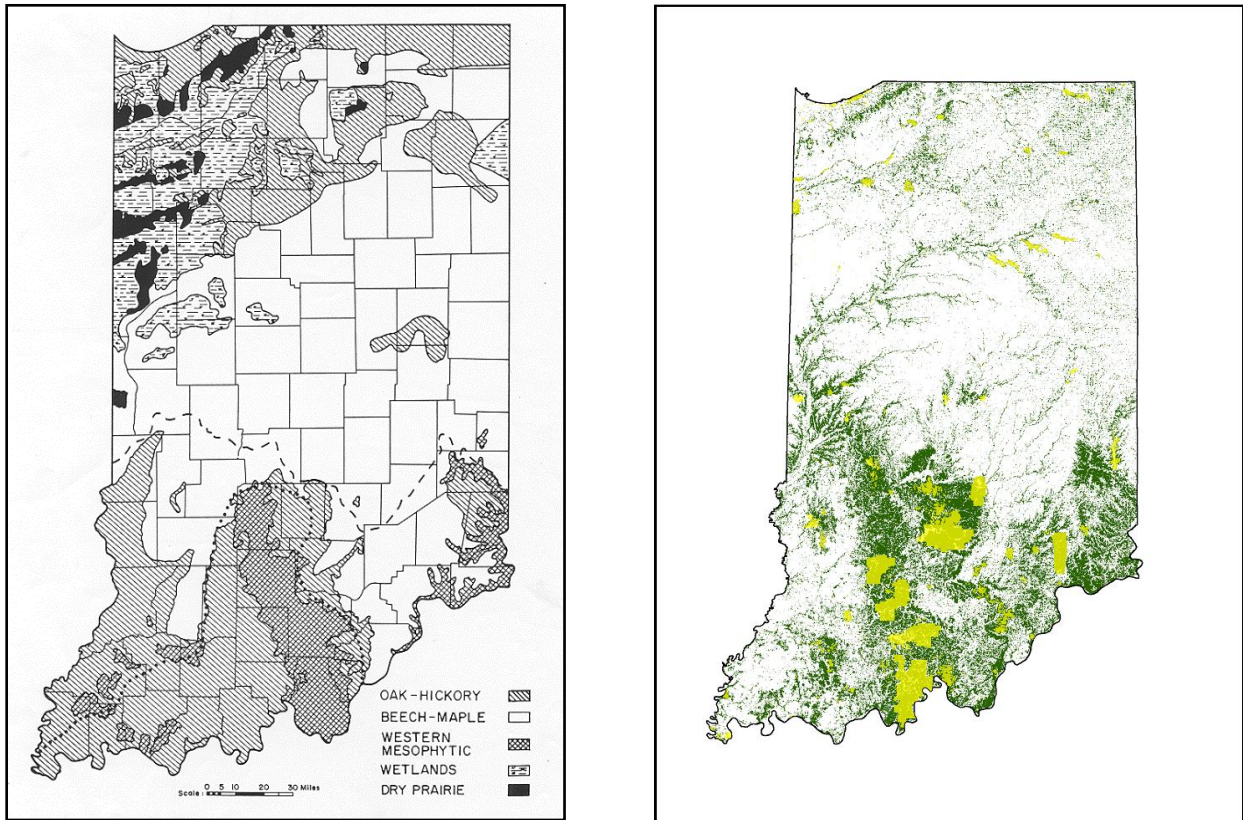 OAK-HICKORY
BEECH-MAPLE
WESTERN
MESOPHYTIC
WETLANDS
DRY PRAIRIE
Scale: 0 5 10 20 30 Miles